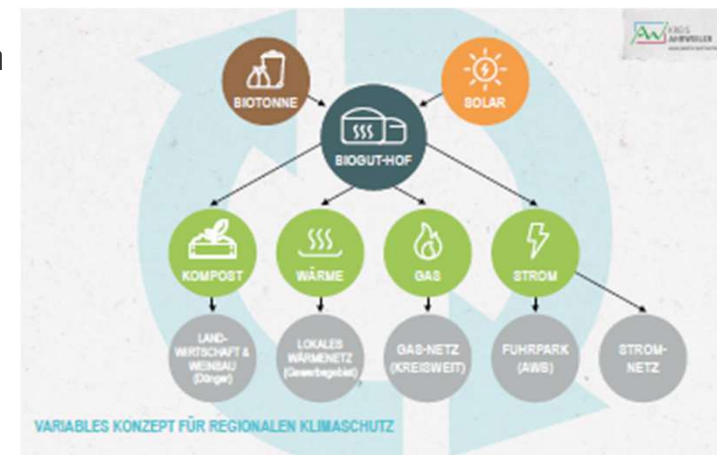 n
KREIS
AHRWEILER
BIOTONNE
SOLAR
BIOGUT-HOF
KOMPOST
WÄRME
GAS
STROM
LAND-
WIRTSCHAFT &
WEINBAU
(Dünger)
LOKALES
WÄRMENETZ
(Gewerbegebiet)
GAS-NETZ
(KREISWEIT)
FUHRPARK
(AWB)
STROM-
NETZ
VARIABLES KONZEPT FÜR REGIONALEN KLIMASCHUTZ